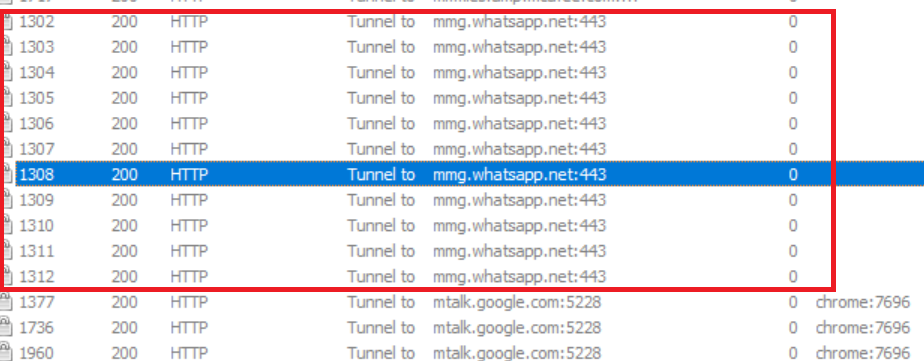 1302 200 HTTP Tunnel to mmg.whatsapp.net:443 0
1303 200 HTTP Tunnel to mmg.whatsapp.net:443 0
1304 200 HTTP Tunnel to mmg.whatsapp.net:443 0
1305 200 HTTP Tunnel to mmg.whatsapp.net:443 0
1306 200 HTTP Tunnel to mmg.whatsapp.net:443 0
1307 200 HTTP Tunnel to mmg.whatsapp.net:443 0
1308 200 HTTP Tunnel to mmg.whatsapp.net:443 0
1309 200 HTTP Tunnel to mmg.whatsapp.net:443 0
1310 200 HTTP Tunnel to mmg.whatsapp.net:443 0
1311 200 HTTP Tunnel to mmg.whatsapp.net:443 0
1312 200 HTTP Tunnel to mmg.whatsapp.net:443 0
1377 200 HTTP Tunnel to mtalk.google.com:5228 0 chrome:7696
1736 200 HTTP Tunnel to mtalk.google.com:5228 0 chrome:7696
1960 200 HTTP Tunnel to mtalk.google.com:5228 0 chrome:7696